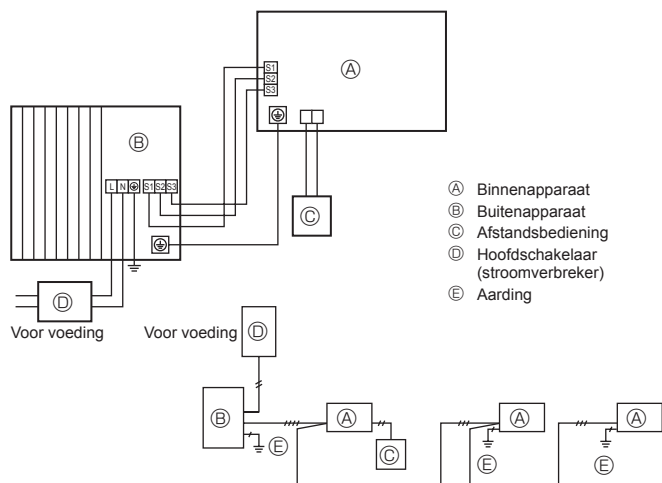 Ⓐ
S1
S2
S3
Ⓑ
L N S1 S2 S3
Ⓒ
Ⓓ
Voor voeding
Ⓐ Binnenapparaat
Ⓑ Buitenapparaat
Ⓒ Afstandsbediening
Ⓓ Hoofdschakelaar
(stroomverbreker)
Ⓔ Aarding
Voor voeding Ⓓ
Ⓑ Ⓐ Ⓐ Ⓐ
Ⓔ Ⓒ Ⓔ Ⓔ